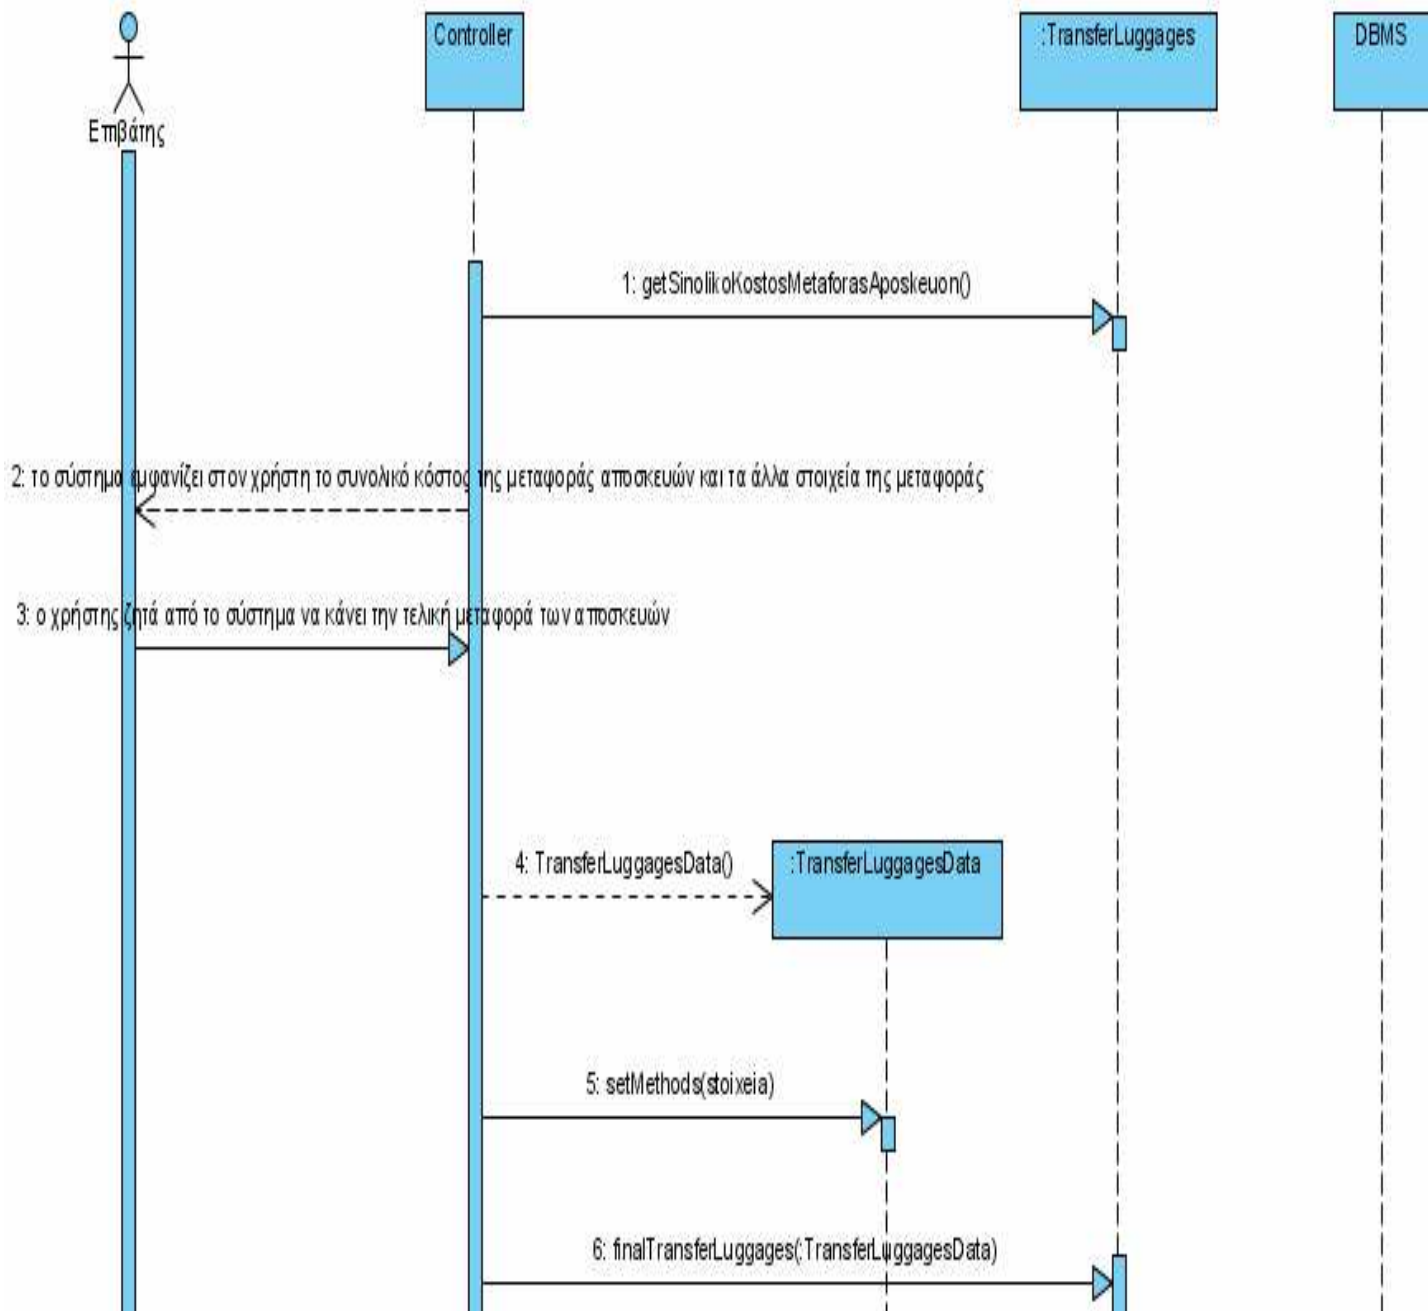 Controller
:TransferLuggages
DBMS
Επιβάτης
1: getSinolikoKostosMetaforasAposkeuon()
2: το σύστημα εμφανίζει στον χρήστη το συνολικό κόστος της μεταφοράς αποσκευών και τα άλλα στοιχεία της μεταφοράς
3: ο χρήστης ζητά από το σύστημα να κάνει την τελική μεταφορά των αποσκευών
4: TransferLuggagesData()
:TransferLuggagesData
5: setMethods(stoixeia)
6: finalTransferLuggages(:TransferLuggagesData)